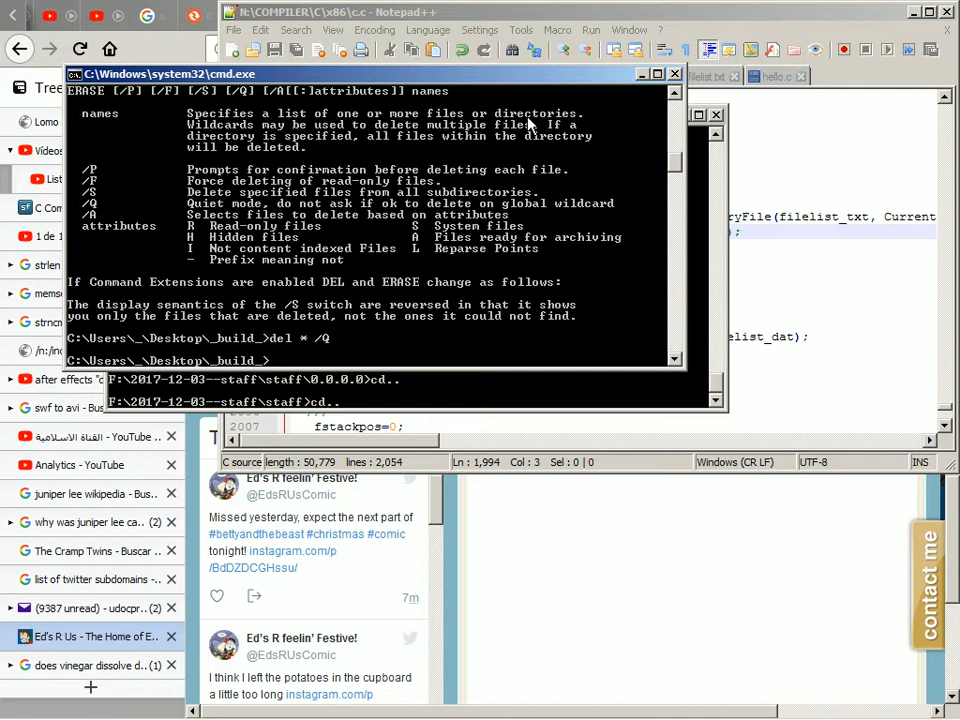 N:\COMPILER\C\x86\c.c - Notepad++
File Edit Search View Encoding Language Settings Tools Macro Run Window ?
filelist.txt
hello.c
C:\Windows\system32\cmd.exe
ERASE [/P] [/F] [/S] [/Q] [/A[[:]attributes]] names
names Specifies a list of one or more files or directories.
Wildcards may be used to delete multiple files. If a
directory is specified, all files within the directory
will be deleted.
/P Prompts for confirmation before deleting each file.
/F Force deleting of read-only files.
/S Delete specified files from all subdirectories.
/Q Quiet mode, do not ask if ok to delete on global wildcard
/A Selects files to delete based on attributes
attributes R Read-only files S System files
H Hidden files A Files ready for archiving
I Not content indexed Files L Reparse Points
- Prefix meaning not
If Command Extensions are enabled DEL and ERASE change as follows:
The display semantics of the /S switch are reversed in that it shows
you only the files that are deleted, not the ones it could not find.
C:\Users\_\Desktop\_build_>del * /Q
C:\Users\_\Desktop\_build_>
F:\2017-12-03--staff\staff\0.0.0.0>cd..
F:\2017-12-03--staff\staff>cd..
ryFile(filelist_txt, Current
);
elist_dat);
2007 fstackpos=0;
C source length : 50,779 lines : 2,054 Ln : 1,994 Col : 3 Sel : 0 | 0 Windows (CR LF) UTF-8 INS
Tree
Lomo
Vídeos
List
C Com
1 de
strlen
mems
strncr
/n:/in
after effects "c
swf to avi - Bus
القناة الاسلامية - YouTube ..
Analytics - YouTube
juniper lee wikipedia - Bus..
why was juniper lee ca.. (2)
The Cramp Twins - Buscar ..
list of twitter subdomains -..
(9387 unread) - udocpr.. (2)
Ed's R Us - The Home of E..
does vinegar dissolve d.. (1)
T
Ed's R feelin' Festive!
@EdsRUsComic
Missed yesterday, expect the next part of
#bettyandthebeast #christmas #comic
tonight! instagram.com/p
/BdDZDCGHssu/
7m
Ed's R feelin' Festive!
@EdsRUsComic
I think I left the potatoes in the cupboard
a little too long instagram.com/p
contact me